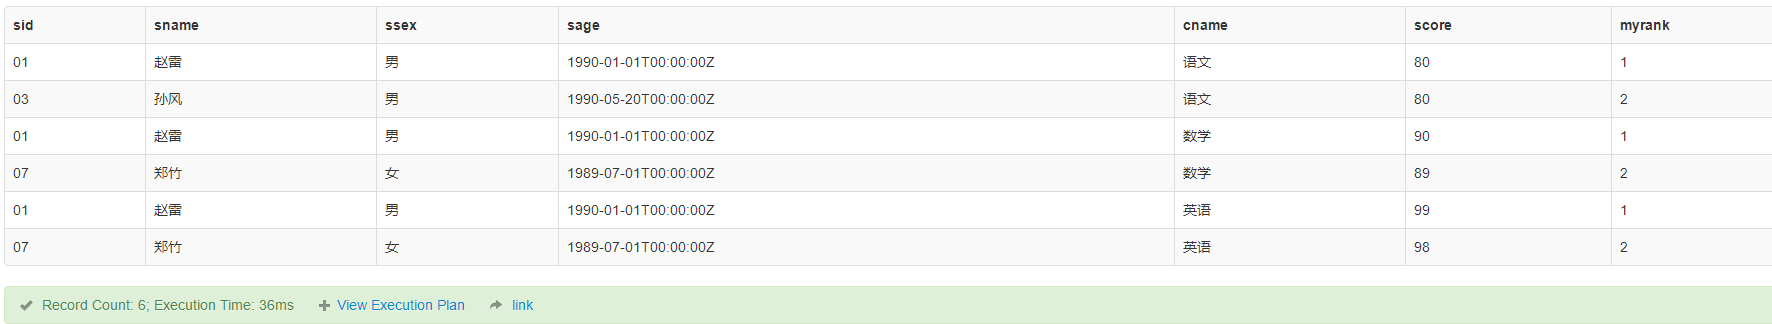 sid sname ssex sage cname score myrank
01 赵雷 男 1990-01-01T00:00:00Z 语文 80 1
03 孙风 男 1990-05-20T00:00:00Z 语文 80 2
01 赵雷 男 1990-01-01T00:00:00Z 数学 90 1
07 郑竹 女 1989-07-01T00:00:00Z 数学 89 2
01 赵雷 男 1990-01-01T00:00:00Z 英语 99 1
07 郑竹 女 1989-07-01T00:00:00Z 英语 98 2
Record Count: 6; Execution Time: 36ms View Execution Plan link